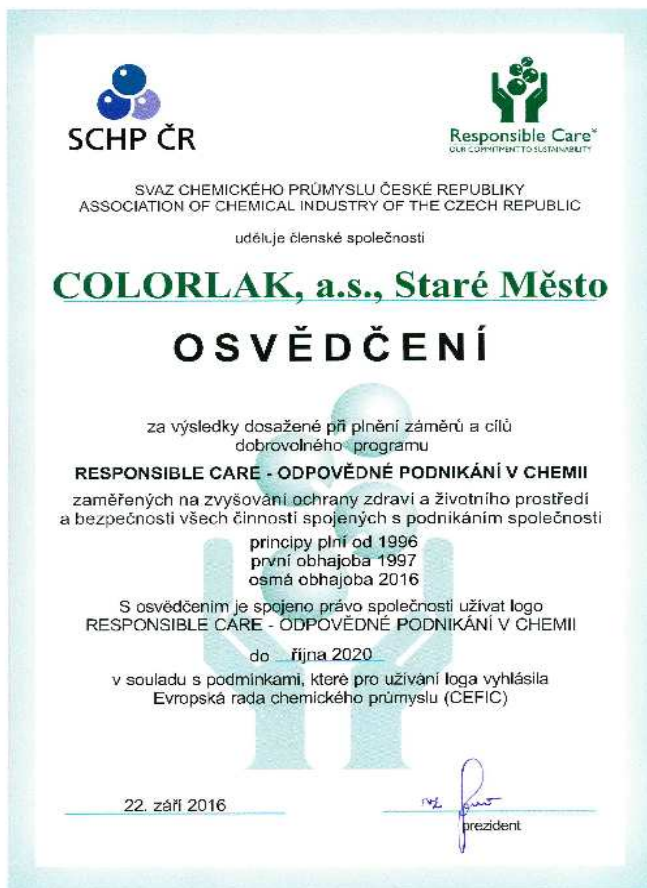 SCHP ČR
Responsible Care®
OUR COMMITMENT TO SUSTAINABILITY
SVAZ CHEMICKÉHO PRŮMYSLU ČESKÉ REPUBLIKY
ASSOCIATION OF CHEMICAL INDUSTRY OF THE CZECH REPUBLIC
uděluje členské společnosti
COLORLAK, a.s., Staré Město
OSVĚDČENÍ
za výsledky dosažené při plnění záměrů a cílů
dobrovolného programu
RESPONSIBLE CARE - ODPOVĚDNÉ PODNIKÁNÍ V CHEMII
zaměřených na zvyšování ochrany zdraví a životního prostředí
a bezpečnosti všech činností spojených s podnikáním společnosti
principy plní od 1996
první obhajoba 1997
osmá obhajoba 2016
S osvědčením je spojeno právo společnosti užívat logo
RESPONSIBLE CARE - ODPOVĚDNÉ PODNIKÁNÍ V CHEMII
do října 2020
v souladu s podmínkami, které pro užívání loga vyhlásila
Evropská rada chemického průmyslu (CEFIC)
22. září 2016
prezident